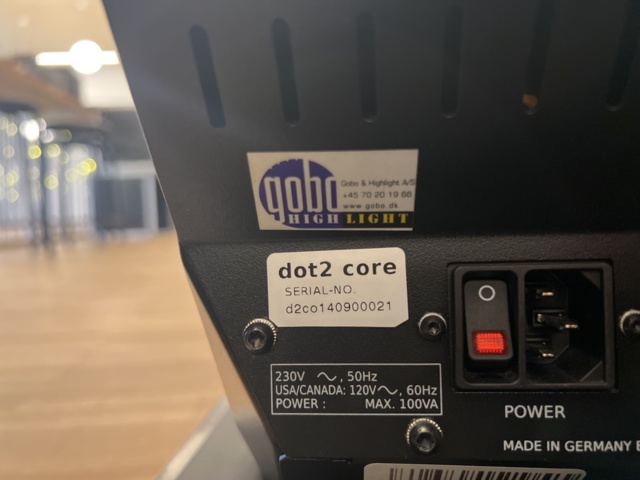 gobo
HIGH LIGHT
Gobo & Highlight A/S
+45 70 20 19 66
www.gobo.dk
dot2 core
SERIAL-NO.
d2co140900021
230V ~, 50Hz
USA/CANADA: 120V~, 60Hz
POWER : MAX. 100VA
POWER
MADE IN GERMANY